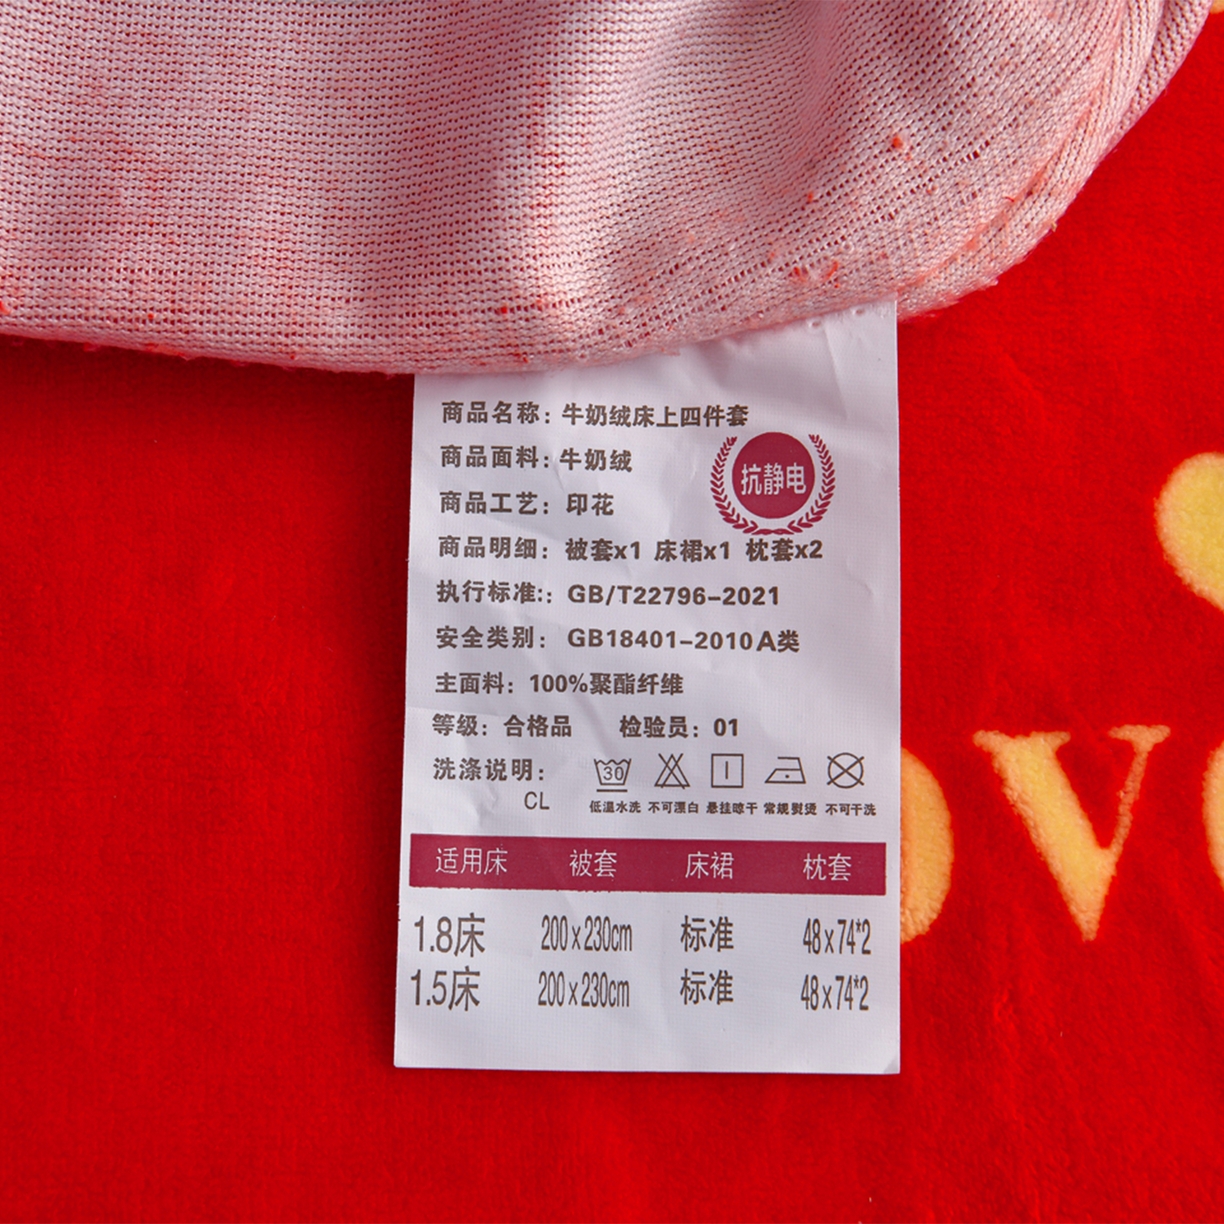 商品名称：牛奶绒床上四件套
商品面料：牛奶绒
抗静电
商品工艺：印花
商品明细：被套x1 床裙x1 枕套x2
执行标准:：GB/T22796-2021
安全类别：GB18401-2010A类
主面料：100%聚酯纤维
等级：合格品 检验员：01
洗涤说明：
30
CL
低温水洗 不可漂白 悬挂晾干 常规熨烫 不可干洗
适用床 被套 床裙 枕套
1.8床 200x230cm 标准 48x74*2
1.5床 200x230cm 标准 48x74*2
ov